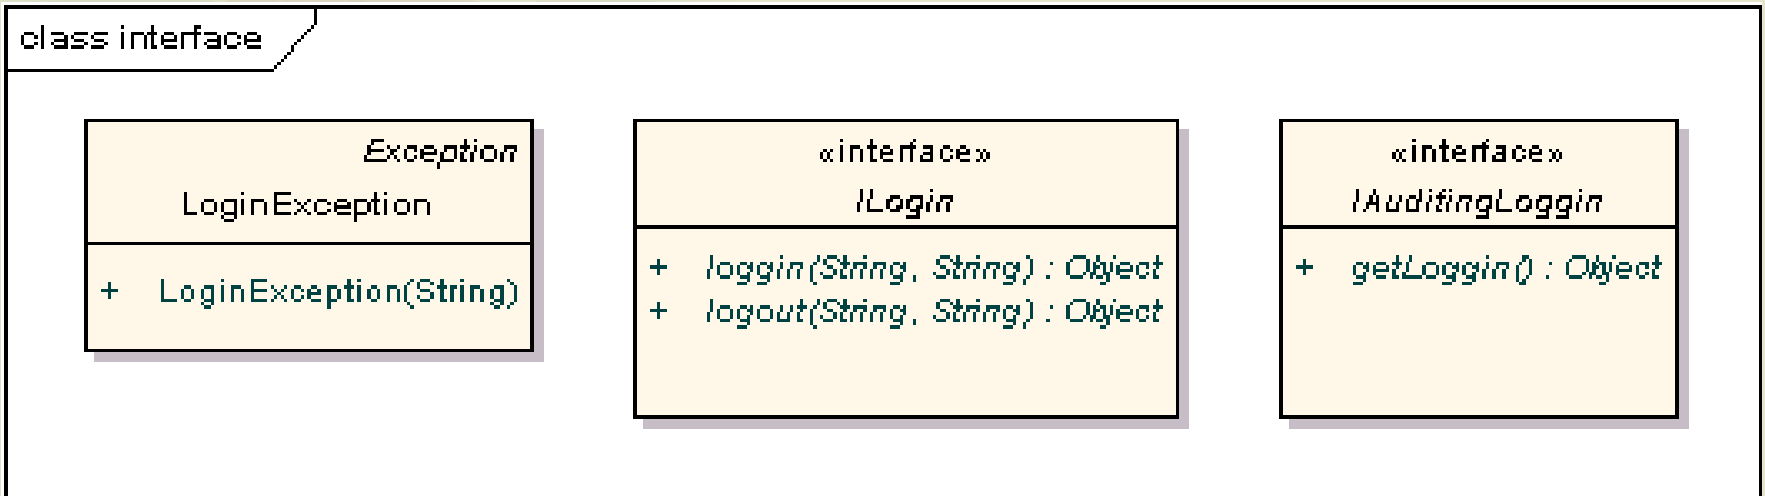 class interface
Exception
LoginException
+ LoginException(String)
«interface»
ILogin
+ loggin(String, String) : Object
+ logout(String, String) : Object
«interface»
IAuditingLoggin
+ getLoggin() : Object